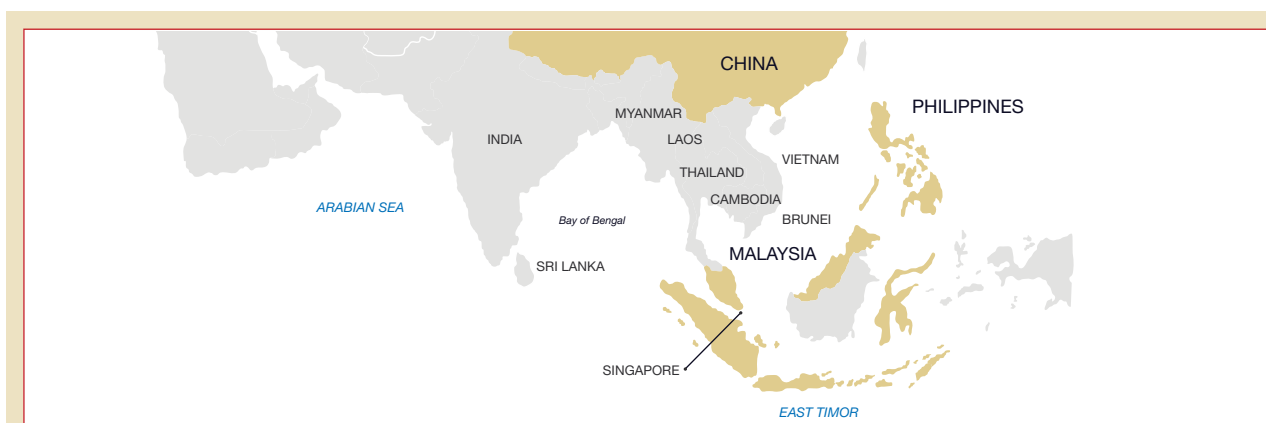 CHINA
PHILIPPINES
MYANMAR
INDIA
LAOS
VIETNAM
THAILAND
CAMBODIA
ARABIAN SEA
Bay of Bengal
BRUNEI
MALAYSIA
SRI LANKA
SINGAPORE
EAST TIMOR